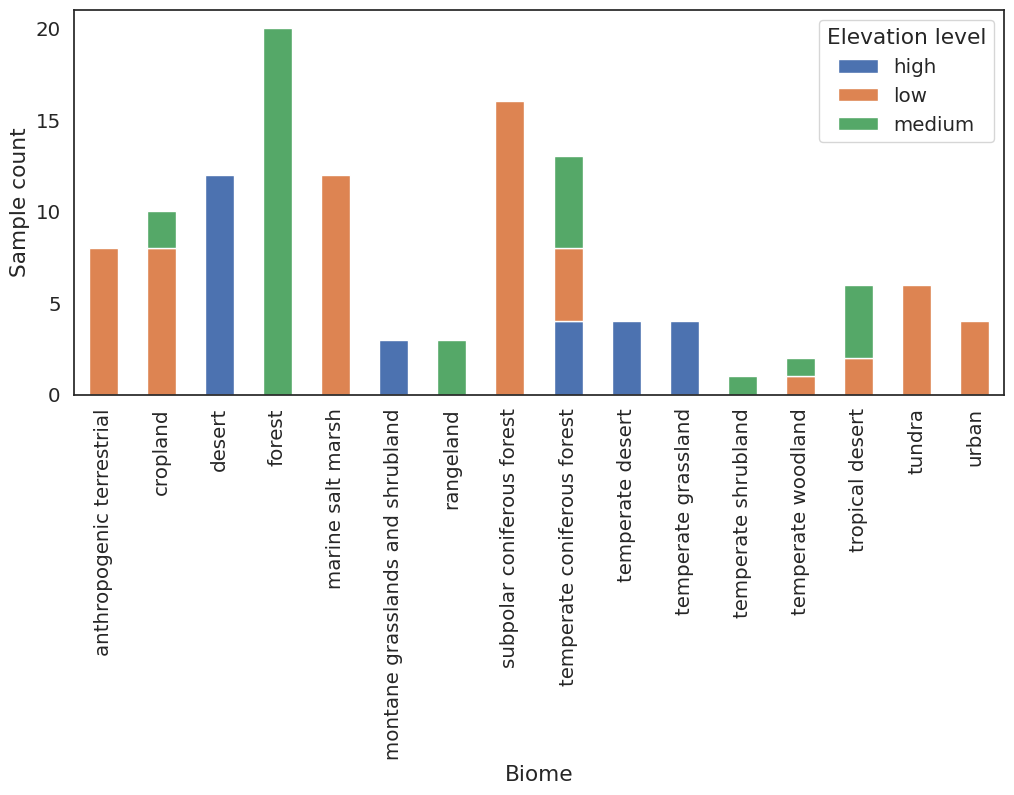 20
15
10
5
0
Sample count
Elevation level
high
low
medium
anthropogenic terrestrial
cropland
desert
forest
marine salt marsh
montane grasslands and shrubland
rangeland
subpolar coniferous forest
temperate coniferous forest
temperate desert
temperate grassland
temperate shrubland
temperate woodland
tropical desert
tundra
urban
Biome